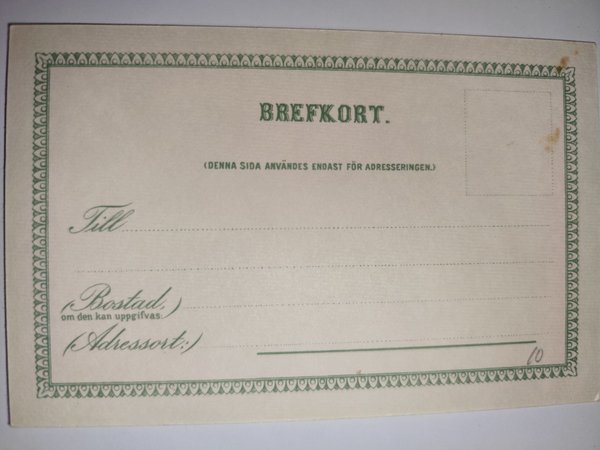 BREFKORT.
(DENNA SIDA ANVÄNDES ENDAST FÖR ADRESSERINGEN.)
Till
(Bostad,)
om den kan uppgifvas:
(Adressort:)
10